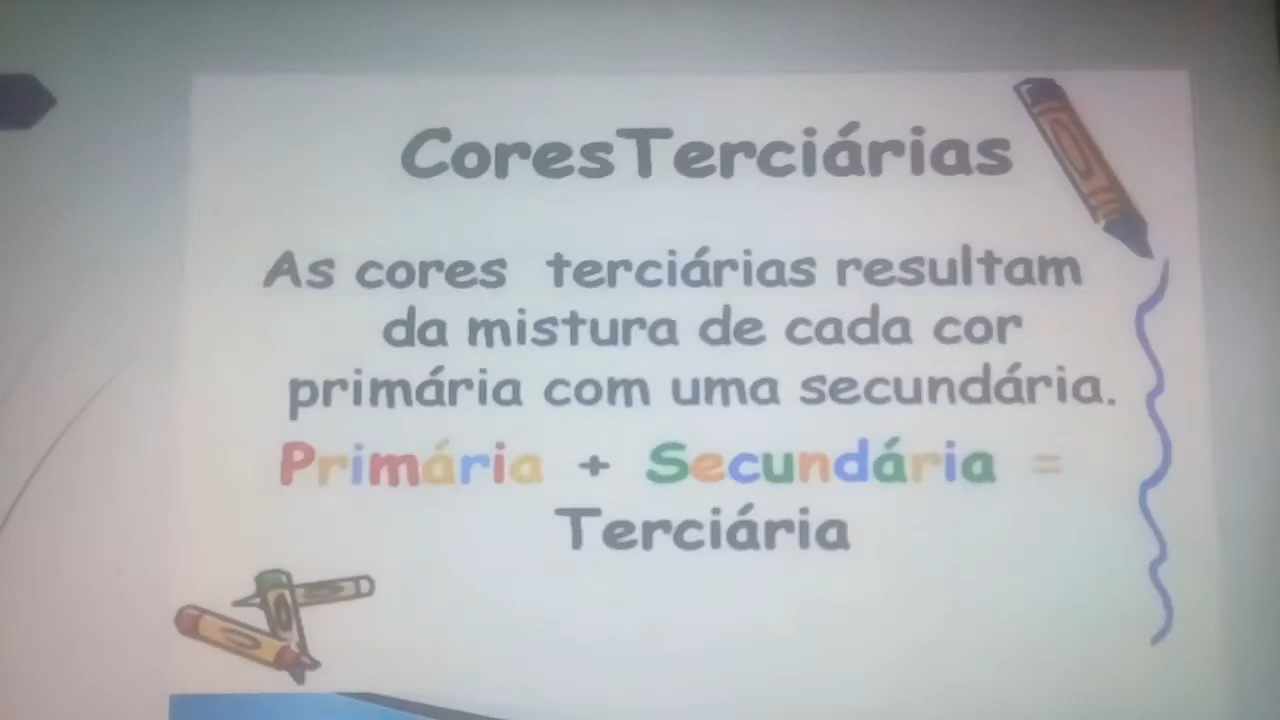 CoresTerciárias
As cores terciárias resultam
da mistura de cada cor
primária com uma secundária.
Primária + Secundária =
Terciária